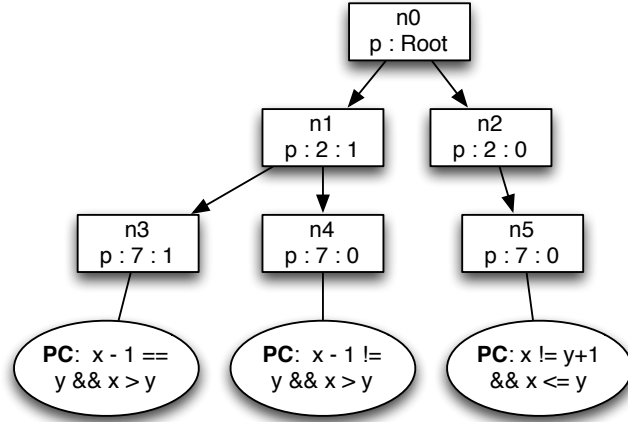 n0
p : Root
n1
p : 2 : 1
n2
p : 2 : 0
n3
p : 7 : 1
n4
p : 7 : 0
n5
p : 7 : 0
PC: x - 1 ==
y && x > y
PC: x - 1 !=
y && x > y
PC: x != y+1
&& x <= y